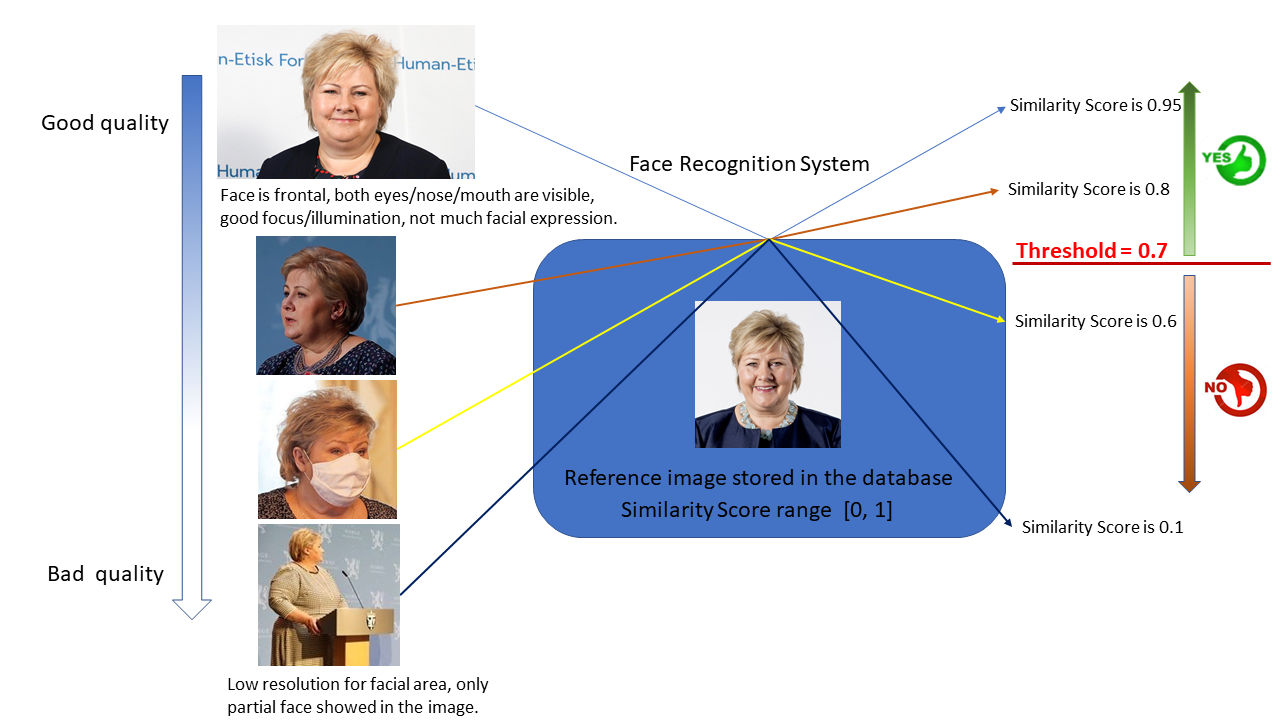 n-Etisk For
Human-Eti
Human
um
Good quality
Face is frontal, both eyes/nose/mouth are visible,
good focus/illumination, not much facial expression.
Face Recognition System
Similarity Score is 0.95
YES
Similarity Score is 0.8
Threshold = 0.7
Similarity Score is 0.6
NO
Reference image stored in the database
Similarity Score range [0, 1]
Similarity Score is 0.1
Bad quality
Low resolution for facial area, only
partial face showed in the image.